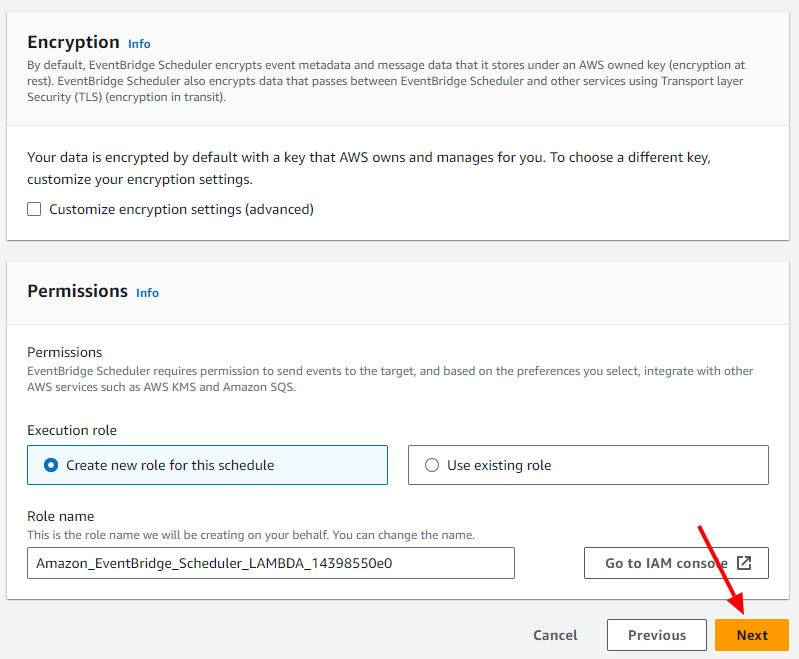 Encryption Info
By default, EventBridge Scheduler encrypts event metadata and message data that it stores under an AWS owned key (encryption at
rest). EventBridge Scheduler also encrypts data that passes between EventBridge Scheduler and other services using Transport layer
Security (TLS) (encryption in transit).
Your data is encrypted by default with a key that AWS owns and manages for you. To choose a different key,
customize your encryption settings.
Customize encryption settings (advanced)
Permissions Info
Permissions
EventBridge Scheduler requires permission to send events to the target, and based on the preferences you select, integrate with other
AWS services such as AWS KMS and Amazon SQS.
Execution role
Create new role for this schedule
Use existing role
Role name
This is the role name we will be creating on your behalf. You can change the name.
Amazon_EventBridge_Scheduler_LAMBDA_14398550e0
Go to IAM console
Cancel
Previous
Next